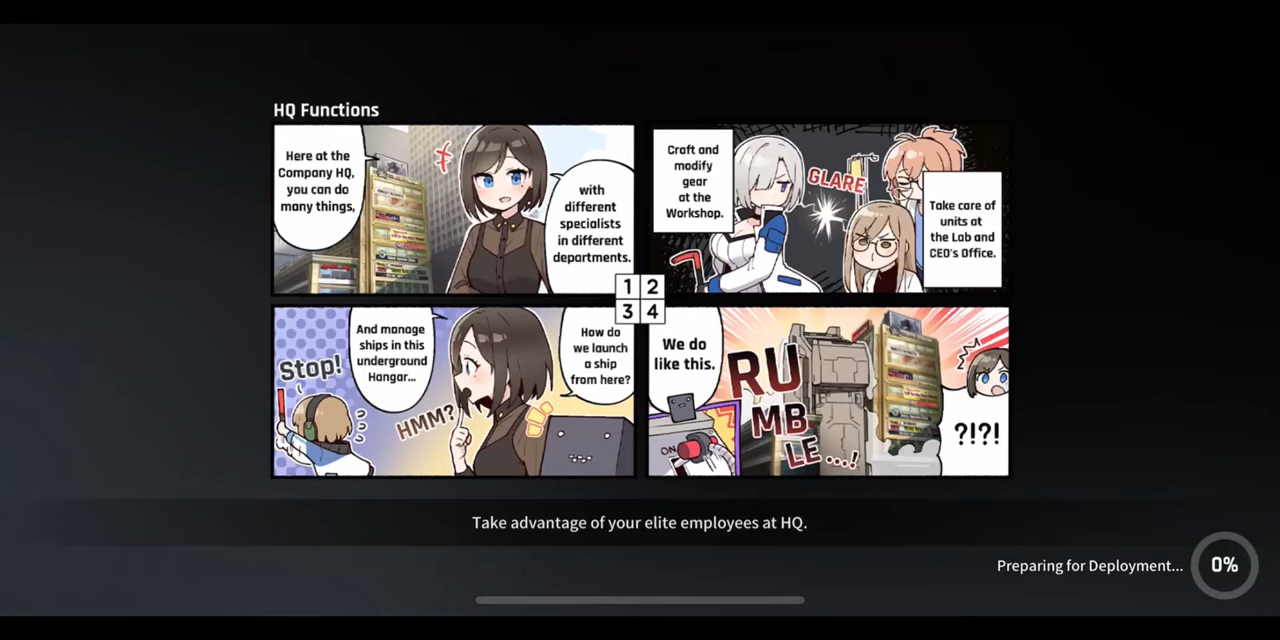 HQ Functions
Here at the
Company HQ,
you can do
many things,
with
different
specialists
in different
departments.
Craft and
modify
gear
at the
Workshop.
GLARE
Take care of
units at
the Lab and
CEO's Office.
1 2
3 4
Stop!
And manage
ships in this
underground
Hangar...
HMM?
How do
we launch
a ship
from here?
We do
like this.
ON
RU
MB
LE...!
?!?!
Take advantage of your elite employees at HQ.
Preparing for Deployment...
0%